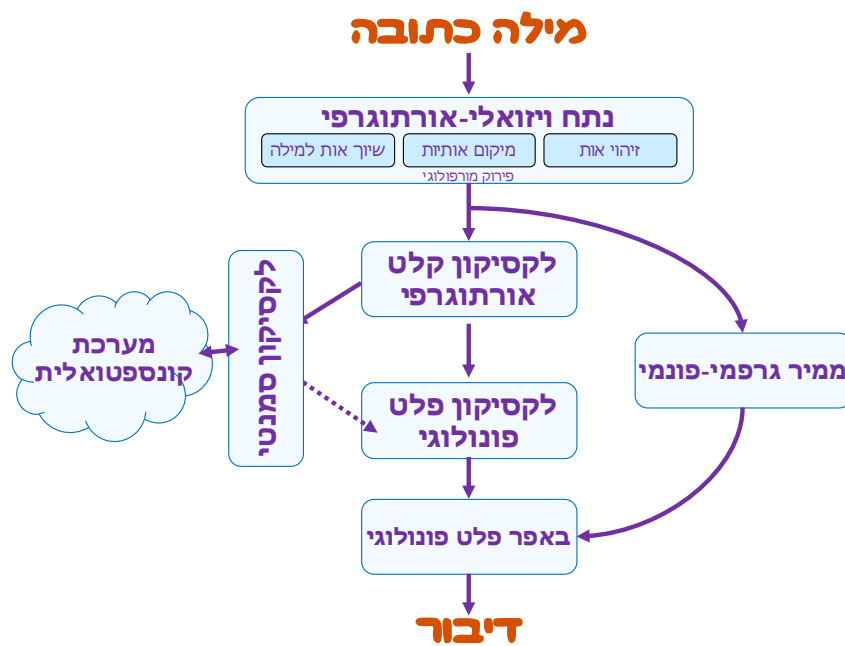 מילה כתובה
נתח ויזואלי-אורתוגרפי
זיהוי אות
מיקום אותיות
שיוך אות למילה
פירוק מורפולוגי
לקסיקון קלט
אורתוגרפי
לקסיקון סמנטי
מערכת
קונספטואלית
ממיר גרפמי-פונמי
לקסיקון פלט
פונולוגי
באפר פלט פונולוגי
דיבור